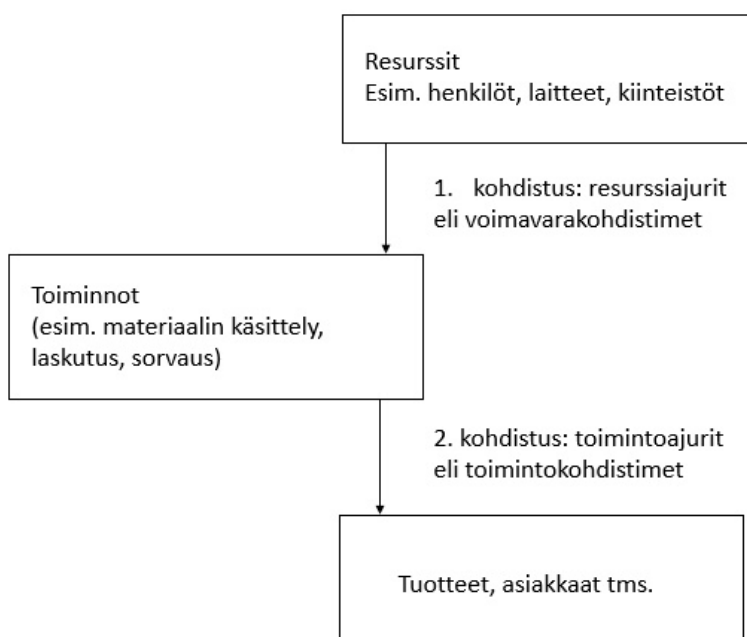 Resurssit
Esim. henkilöt, laitteet, kiinteistöt
1. kohdistus: resurssiajurit
eli voimavarakohdistimet
Toiminnot
(esim. materiaalin käsittely,
laskutus, sorvaus)
2. kohdistus: toimintoajurit
eli toimintokohdistimet
Tuotteet, asiakkaat tms.